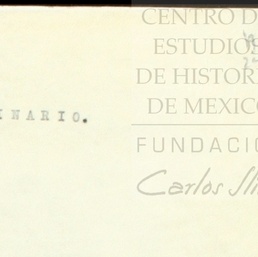 CENTRO D
ESTUDIOS
DE HISTOR
DE MEXICO
INARIO.
FUNDACIO
Carlos Sli